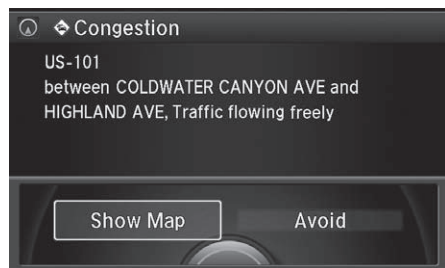 Congestion
US-101
between COLDWATER CANYON AVE and
HIGHLAND AVE, Traffic flowing freely
Show Map
Avoid